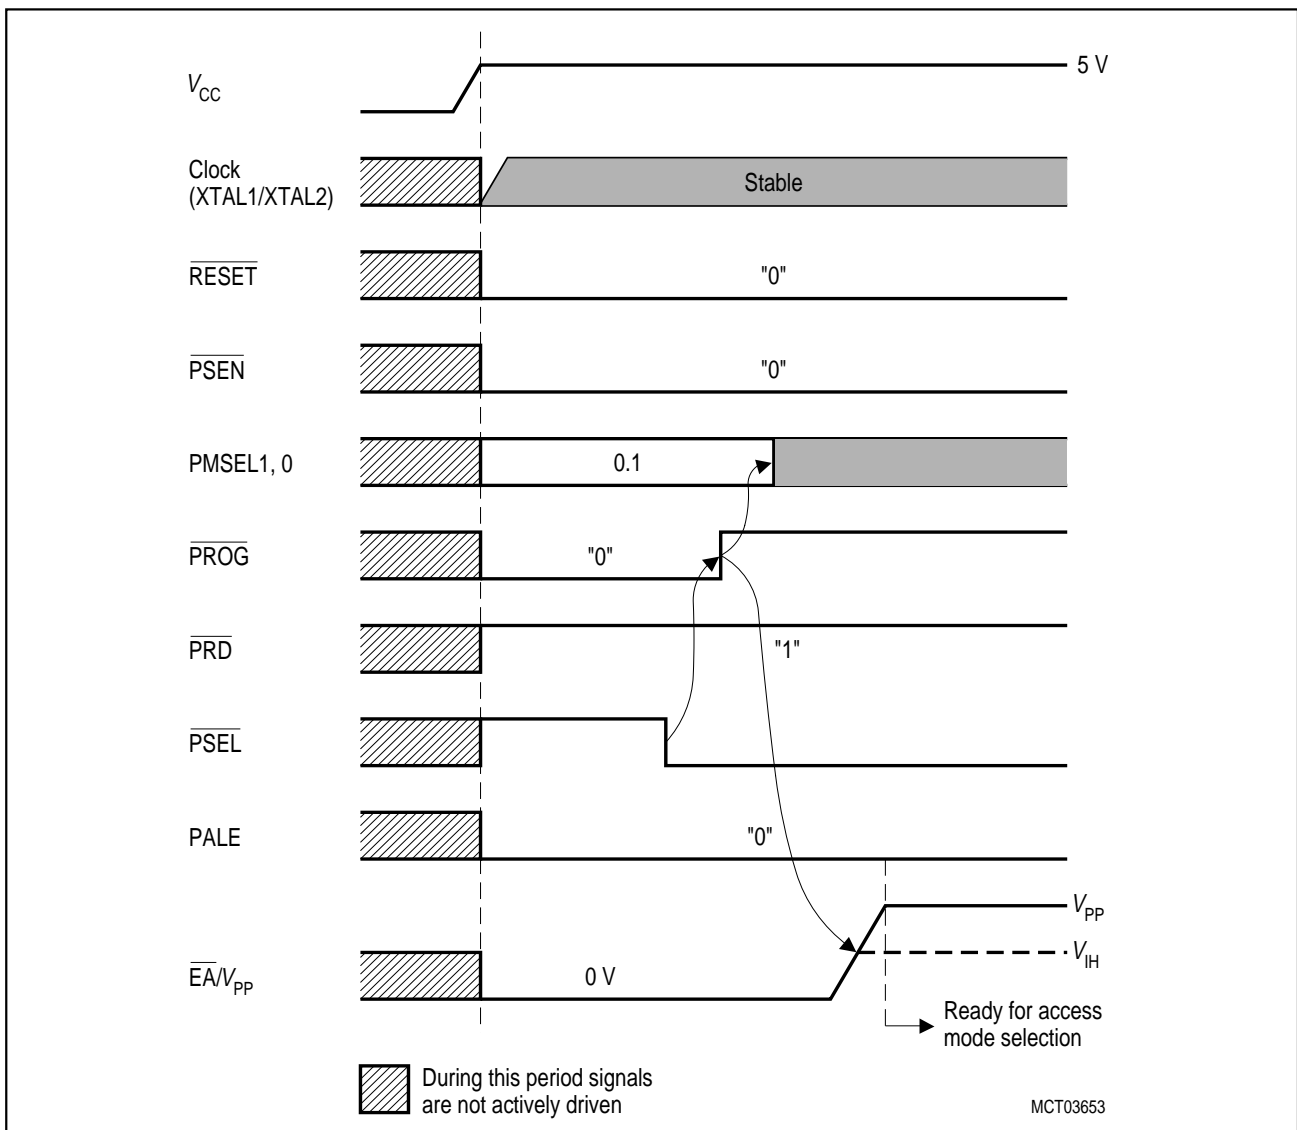 VCC
5 V
Clock
(XTAL1/XTAL2)
Stable
RESET
"0"
PSEN
"0"
PMSEL1, 0
0.1
PROG
"0"
PRD
"1"
PSEL
PALE
"0"
VPP
VIH
EA/VPP
0 V
Ready for access
mode selection
During this period signals
are not actively driven
MCT03653